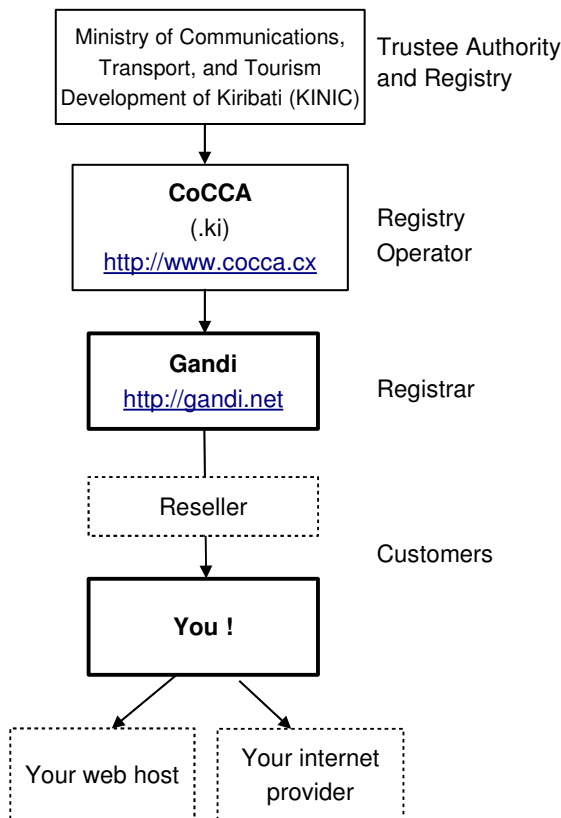 Ministry of Communications,
Transport, and Tourism
Development of Kiribati (KINIC)
Trustee Authority
and Registry
CoCCA
(.ki)
http://www.cocca.cx
Registry
Operator
Gandi
http://gandi.net
Registrar
Reseller
Customers
You !
Your web host
Your internet
provider